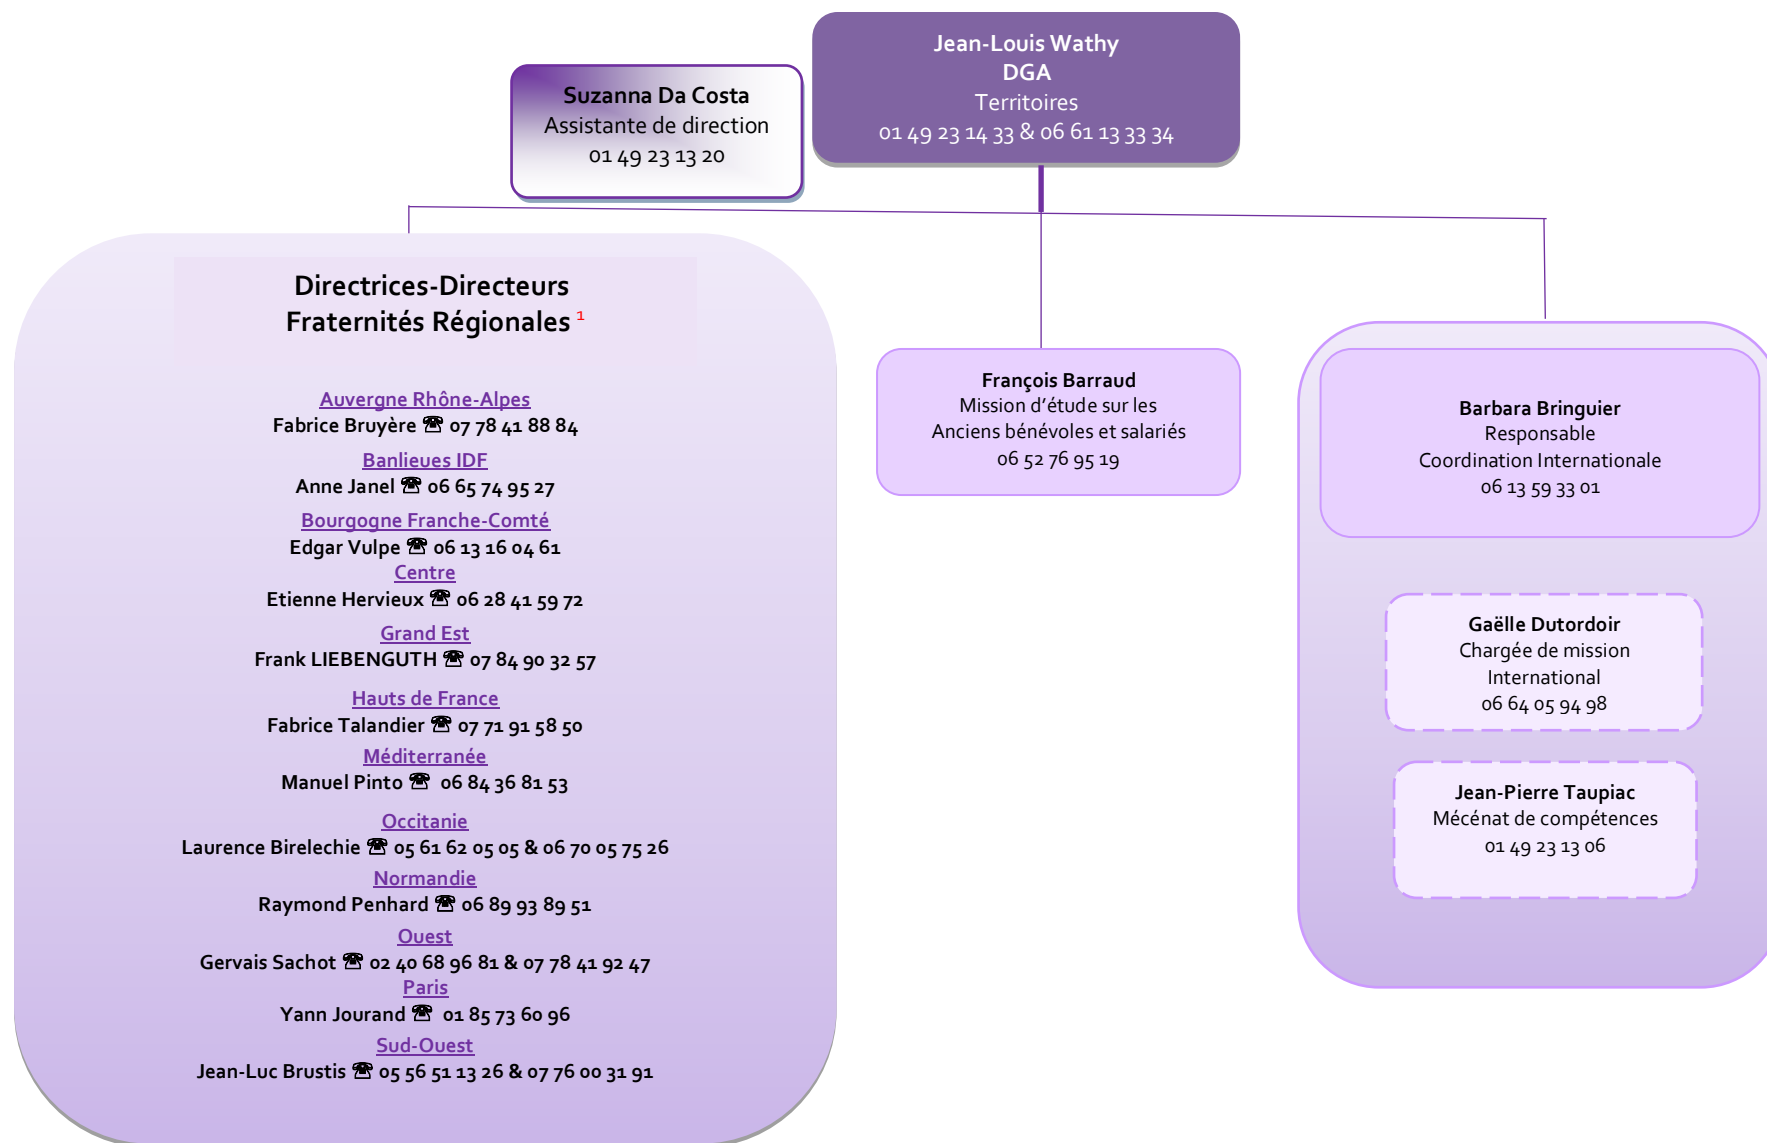 Jean-Louis Wathy
DGA
Territoires
01 49 23 14 33 & 06 61 13 33 34
Suzanna Da Costa
Assistante de direction
01 49 23 13 20
Directrices-Directeurs
Fraternités Régionales 1
Auvergne Rhône-Alpes
Fabrice Bruyère ☎ 07 78 41 88 84
Banlieues IDF
Anne Janel ☎ 06 65 74 95 27
Bourgogne Franche-Comté
Edgar Vulpe ☎ 06 13 16 04 61
Centre
Etienne Hervieux ☎ 06 28 41 59 72
Grand Est
Frank LIEBENGUTH ☎ 07 84 90 32 57
Hauts de France
Fabrice Talandier ☎ 07 71 91 58 50
Méditerranée
Manuel Pinto ☎ 06 84 36 81 53
Occitanie
Laurence Birelechie ☎ 05 61 62 05 05 & 06 70 05 75 26
Normandie
Raymond Penhard ☎ 06 89 93 89 51
Ouest
Gervais Sachot ☎ 02 40 68 96 81 & 07 78 41 92 47
Paris
Yann Jourand ☎ 01 85 73 60 96
Sud-Ouest
Jean-Luc Brustis ☎ 05 56 51 13 26 & 07 76 00 31 91
François Barraud
Mission d'étude sur les
Anciens bénévoles et salariés
06 52 76 95 19
Barbara Bringuier
Responsable
Coordination Internationale
06 13 59 33 01
Gaëlle Dutordoir
Chargée de mission
International
06 64 05 94 98
Jean-Pierre Taupiac
Mécénat de compétences
01 49 23 13 06